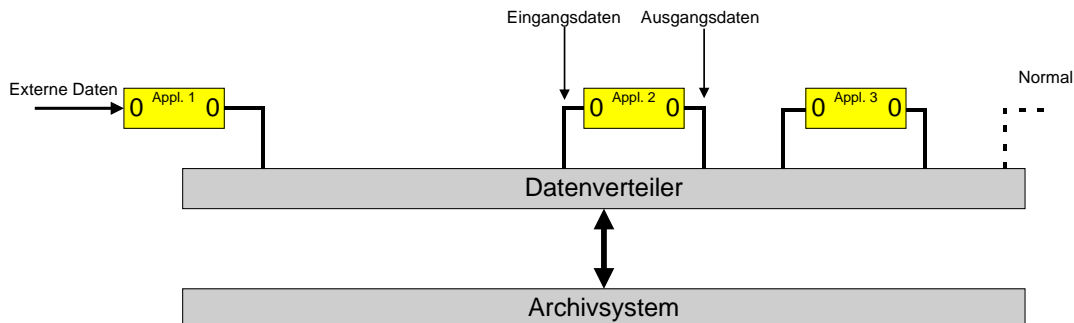 Eingangsdaten
Ausgangsdaten
Externe Daten
0 Appl. 1 0
0 Appl. 2 0
0 Appl. 3 0
Normal
Datenverteiler
Archivsystem